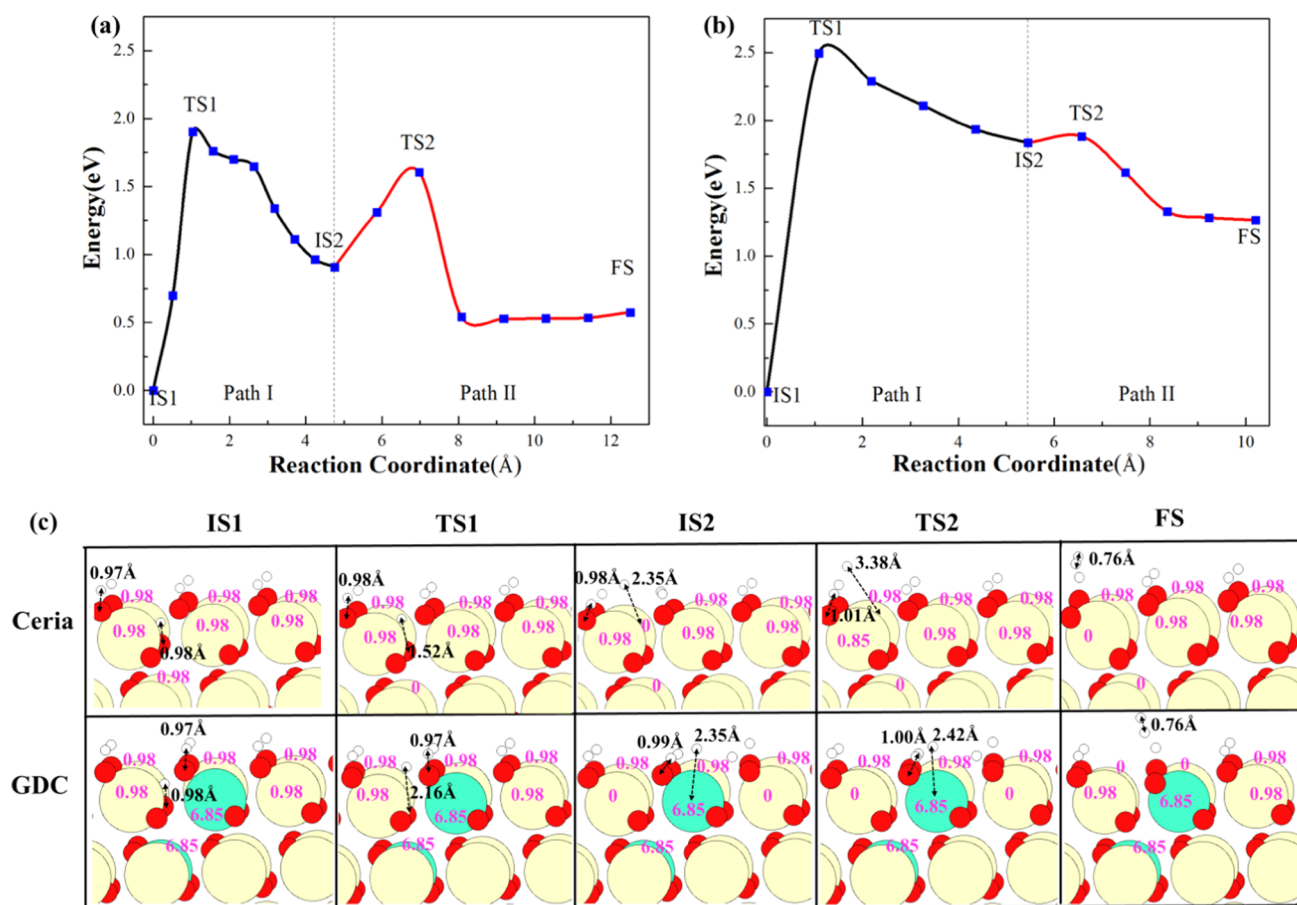 (a)
2.5
2.0
1.5
1.0
0.5
0.0
Energy(eV)
TS1
IS2
TS2
FS
IS1
Path I
Path II
0 2 4 6 8 10 12
Reaction Coordinate(Å)
(b)
2.5
2.0
1.5
1.0
0.5
0.0
Energy(eV)
TS1
IS2
TS2
FS
IS1
Path I
Path II
0 2 4 6 8 10
Reaction Coordinate(Å)
(c) IS1 TS1 IS2 TS2 FS
Ceria
0.97Å
0.98 0.98 0.98
0.98 0.98 0.98
0.98Å
0.98
0.98Å
0.98 0.98 0.98
0.98 0.98 0.98
1.52Å
0
0.98Å 2.35Å
0 0.98 0.98
0.98 0.98 0.98
0
3.38Å
0.98 0.98
1.01Å
0.85 0.98 0.98
0
0.76Å
0.98 0.98
0 0.98 0.98
0
GDC
0.97Å
0.98 0.98 0.98
0.98 0.98Å 0.98
6.85
6.85
0.97Å
0.98 0.98 0.98
0.98 2.16Å 0.98
6.85
6.85
0.99Å 2.35Å
0.98 0.98 0.98
0.98 0
6.85
6.85
1.00Å 2.42Å
0.98 0.98 0.98
0 6.85 0
6.85
0.76Å
0 0 0.98
0.98 6.85 0.98
6.85